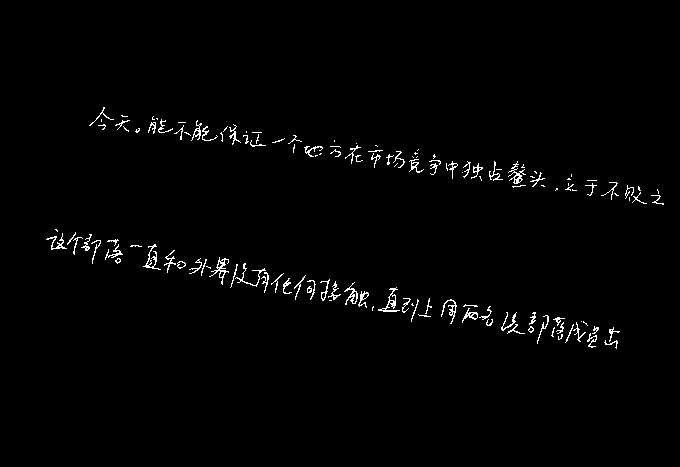 今天。能不能保证一个地方在市场竞争中独占鳌头，立于不败之
这个部落一直和外界没有任何接触，直到上周两名该部落成员出